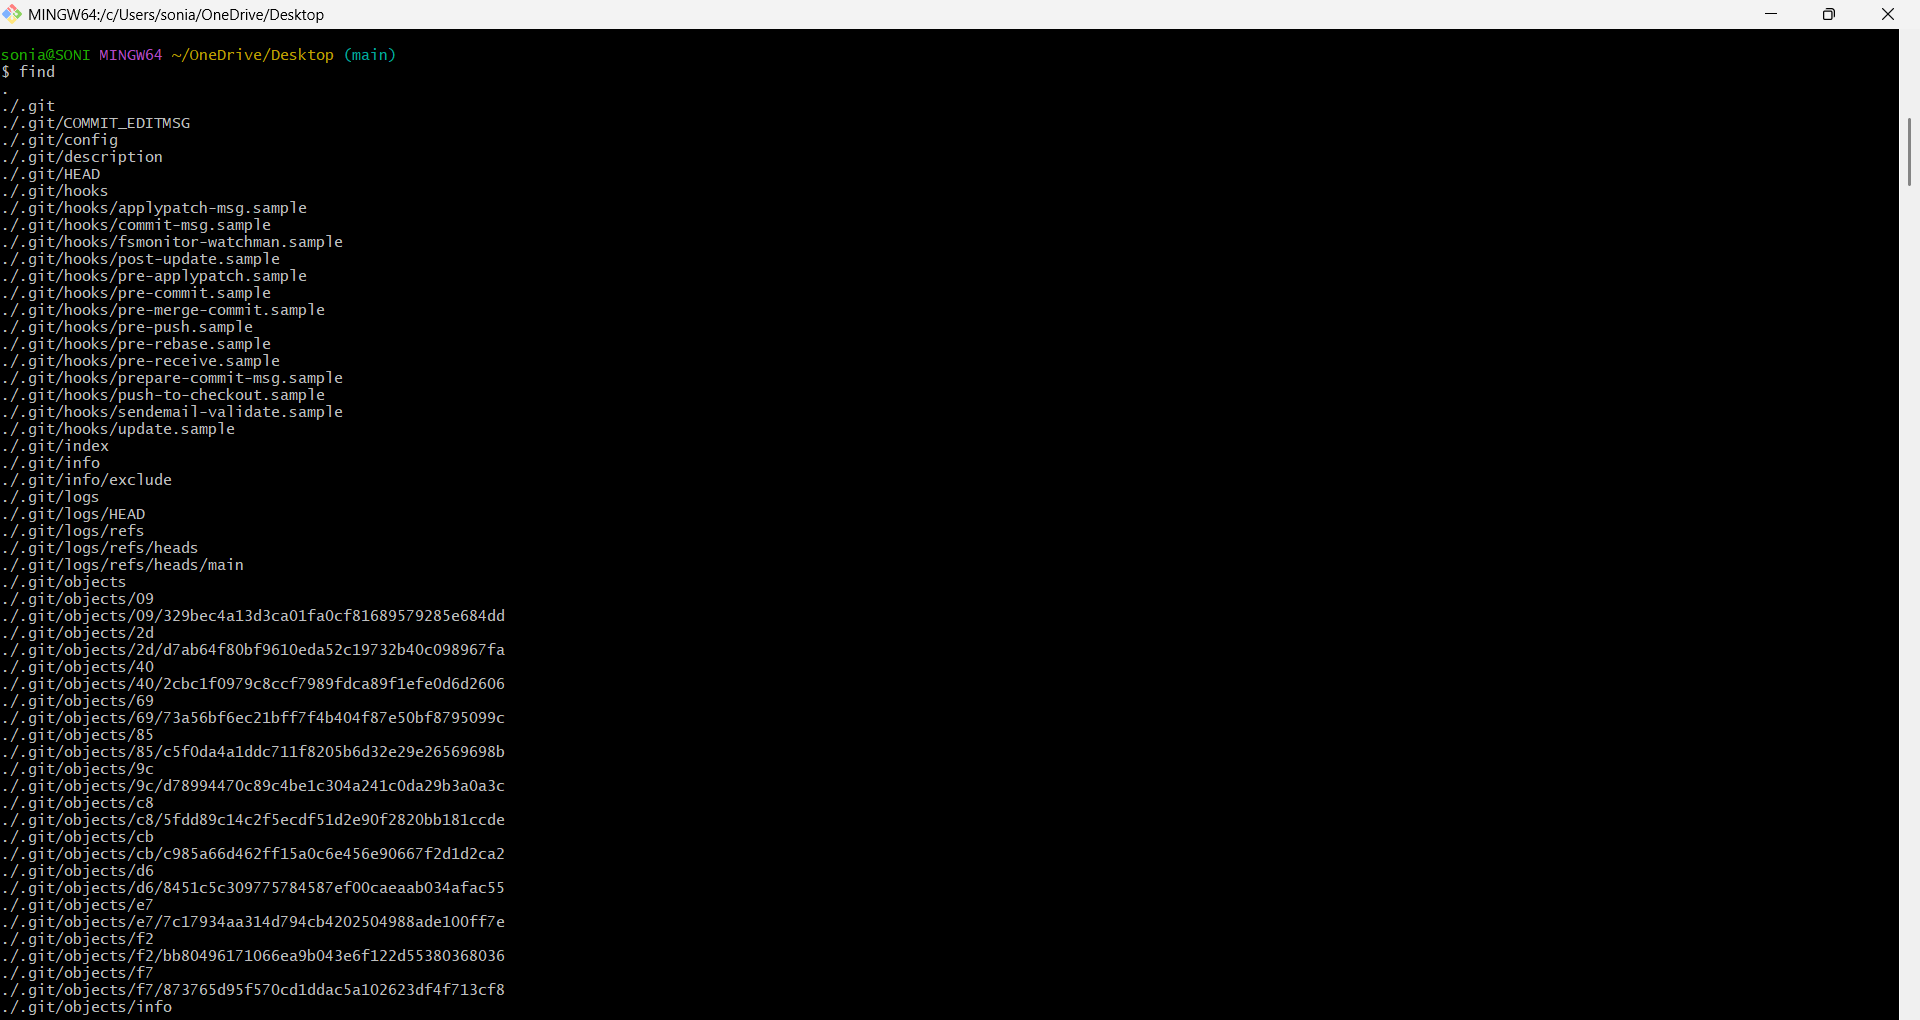 MINGW64:/c/Users/sonia/OneDrive/Desktop
sonia@SONI MINGW64 ~/OneDrive/Desktop (main)
$ find
.
./.git
./.git/COMMIT_EDITMSG
./.git/config
./.git/description
./.git/HEAD
./.git/hooks
./.git/hooks/applypatch-msg.sample
./.git/hooks/commit-msg.sample
./.git/hooks/fsmonitor-watchman.sample
./.git/hooks/post-update.sample
./.git/hooks/pre-applypatch.sample
./.git/hooks/pre-commit.sample
./.git/hooks/pre-merge-commit.sample
./.git/hooks/pre-push.sample
./.git/hooks/pre-rebase.sample
./.git/hooks/pre-receive.sample
./.git/hooks/prepare-commit-msg.sample
./.git/hooks/push-to-checkout.sample
./.git/hooks/sendemail-validate.sample
./.git/hooks/update.sample
./.git/index
./.git/info
./.git/info/exclude
./.git/logs
./.git/logs/HEAD
./.git/logs/refs
./.git/logs/refs/heads
./.git/logs/refs/heads/main
./.git/objects
./.git/objects/09
./.git/objects/09/329bec4a13d3ca01fa0cf81689579285e684dd
./.git/objects/2d
./.git/objects/2d/d7ab64f80bf9610eda52c19732b40c098967fa
./.git/objects/40
./.git/objects/40/2cbc1f0979c8ccf7989fdca89f1efe0d6d2606
./.git/objects/69
./.git/objects/69/73a56bf6ec21bff7f4b404f87e50bf8795099c
./.git/objects/85
./.git/objects/85/c5f0da4a1ddc711f8205b6d32e29e26569698b
./.git/objects/9c
./.git/objects/9c/d78994470c89c4be1c304a241c0da29b3a0a3c
./.git/objects/c8
./.git/objects/c8/5fdd89c14c2f5ecdf51d2e90f2820bb181ccde
./.git/objects/cb
./.git/objects/cb/c985a66d462ff15a0c6e456e90667f2d1d2ca2
./.git/objects/d6
./.git/objects/d6/8451c5c309775784587ef00caeaab034afac55
./.git/objects/e7
./.git/objects/e7/7c17934aa314d794cb4202504988ade100ff7e
./.git/objects/f2
./.git/objects/f2/bb80496171066ea9b043e6f122d55380368036
./.git/objects/f7
./.git/objects/f7/873765d95f570cd1ddac5a102623df4f713cf8
./.git/objects/info